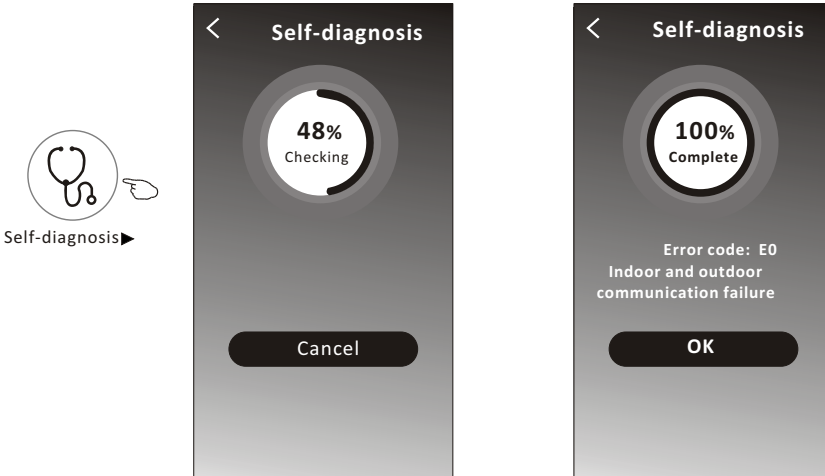 Self-diagnosis▶
Self-diagnosis
48%
Checking
Cancel
Self-diagnosis
100%
Complete
Error code: E0
Indoor and outdoor
communication failure
OK